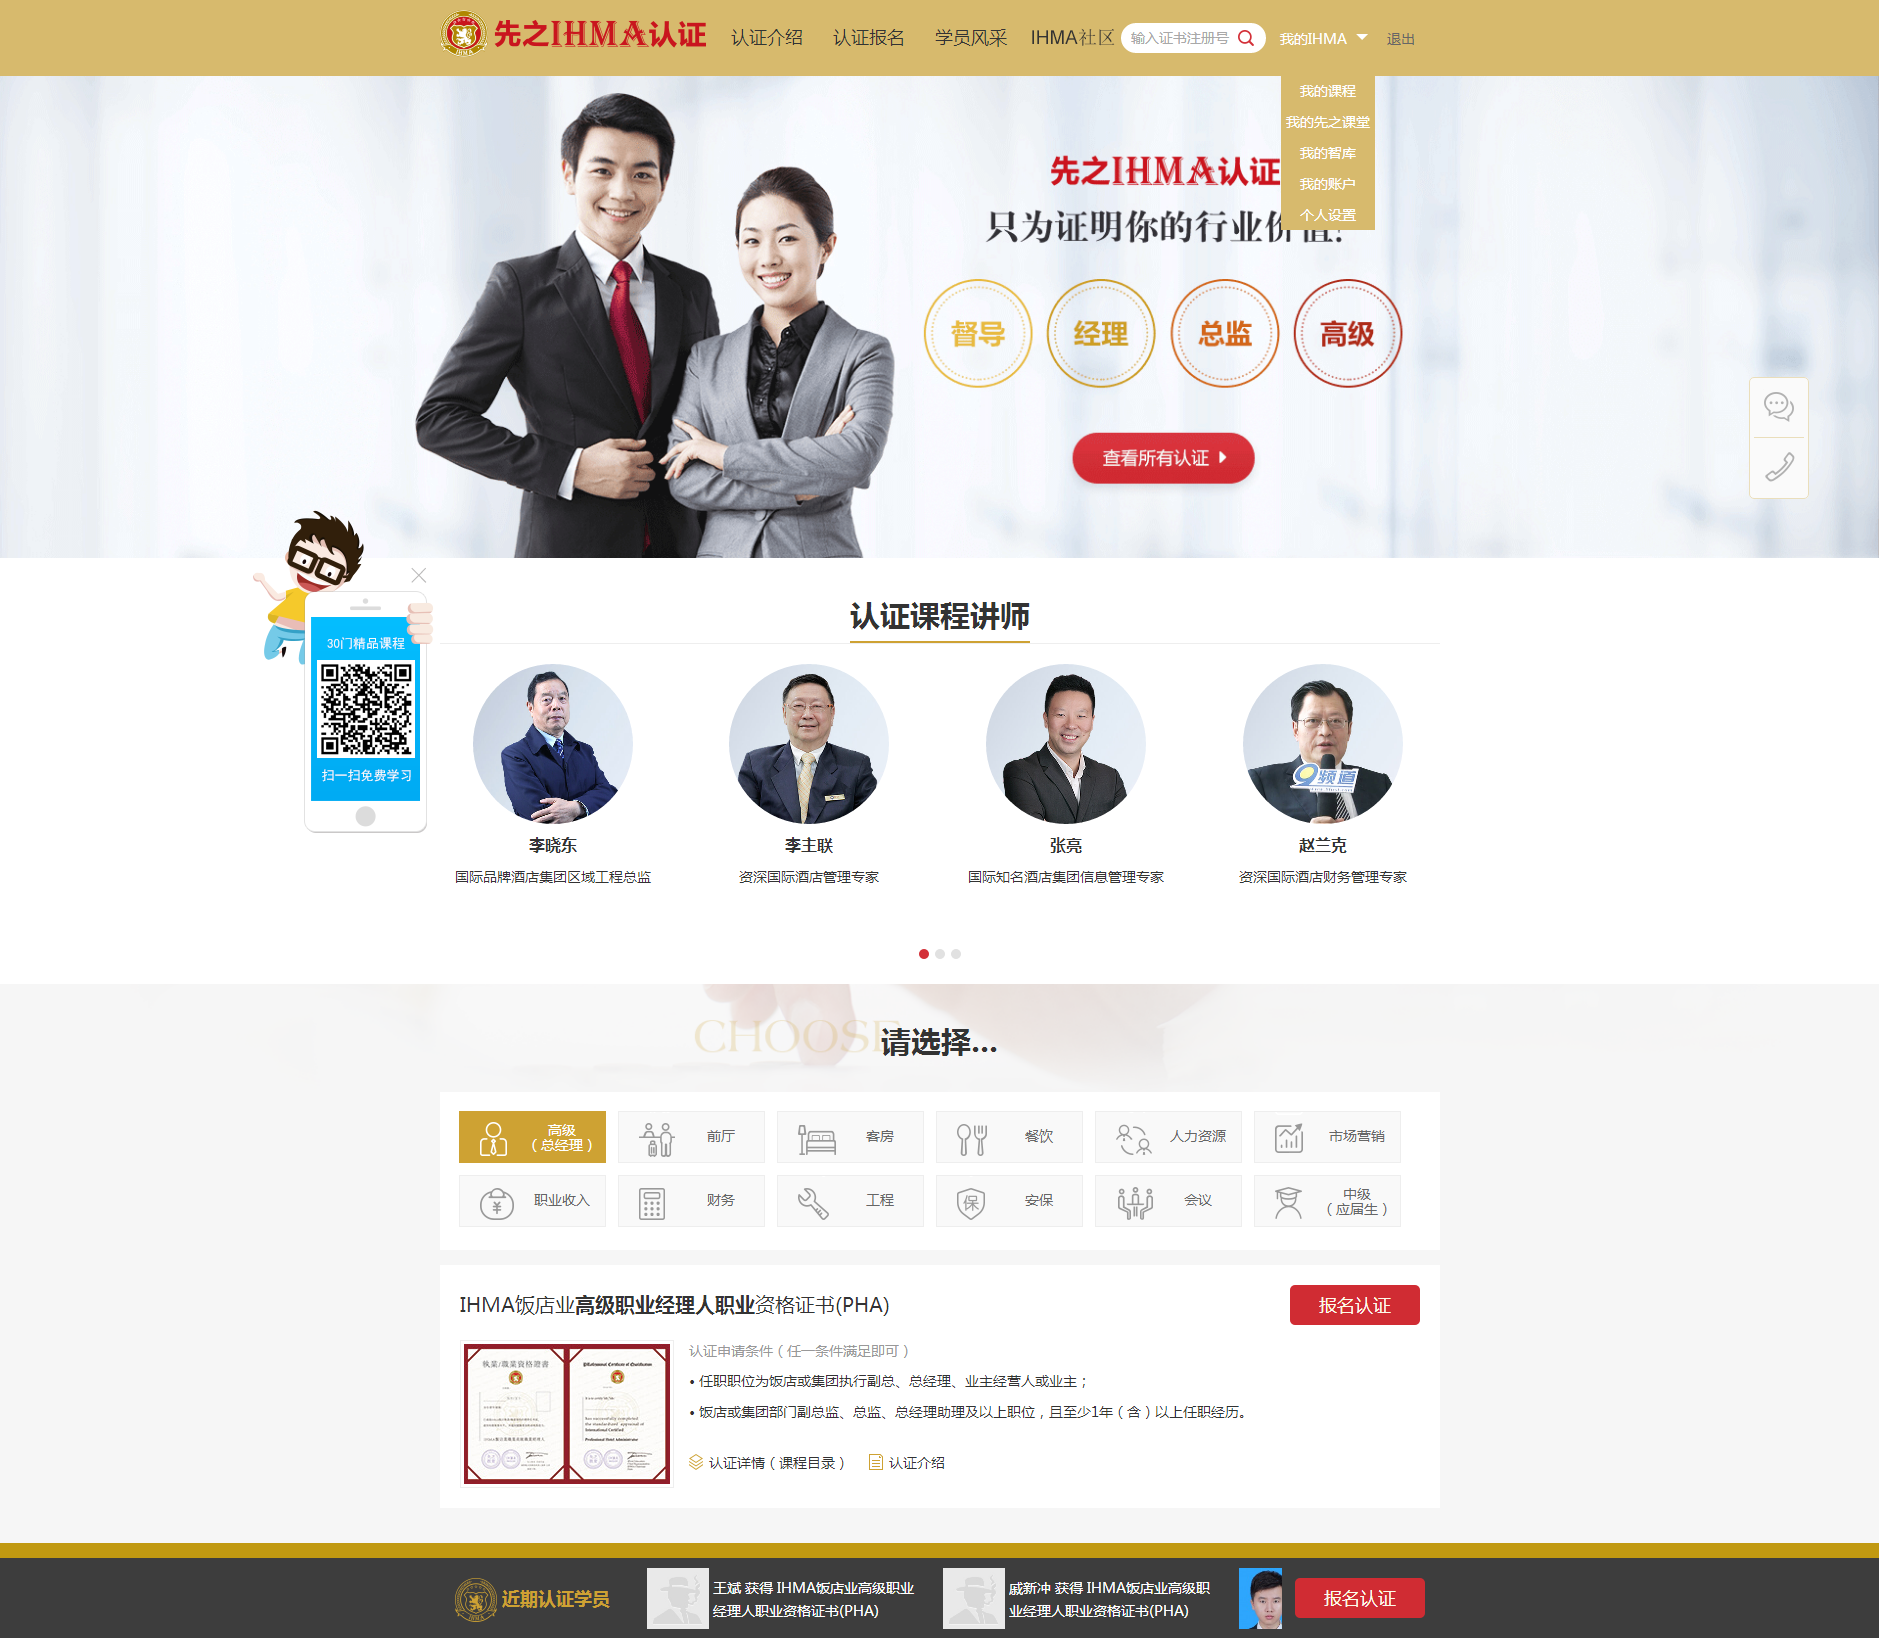 先之IHMA认证
认证介绍
认证报名
学员风采
IHMA社区
输入证书注册号
我的IHMA
退出
我的课程
我的先之课堂
我的智库
我的账户
个人设置
先之IHMA认证
只为证明你的行业价值!
督导
经理
总监
高级
查看所有认证
30门精品课程
扫一扫免费学习
认证课程讲师
李晓东
国际品牌酒店集团区域工程总监
李主联
资深国际酒店管理专家
张亮
国际知名酒店集团信息管理专家
9频道
赵兰克
资深国际酒店财务管理专家
CHOOSE
请选择...
高级
（总经理）
前厅
客房
餐饮
人力资源
市场营销
职业收入
财务
工程
保
安保
会议
中级
（应届生）
IHMA饭店业高级职业经理人职业资格证书(PHA)
报名认证
執業/職業資格證書
认证申请条件（任一条件满足即可）
• 任职职位为饭店或集团执行副总、总经理、业主经营人或业主；
• 饭店或集团部门副总监、总监、总经理助理及以上职位，且至少1年（含）以上任职经历。
认证详情（课程目录）
认证介绍
近期认证学员
王斌 获得 IHMA饭店业高级职业
经理人职业资格证书(PHA)
戚新冲 获得 IHMA饭店业高级职
业经理人职业资格证书(PHA)
报名认证